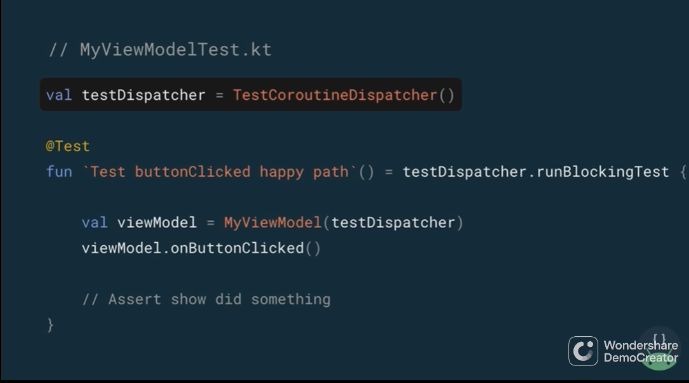 // MyViewModelTest.kt
val testDispatcher = TestCoroutineDispatcher()
@Test
fun `Test buttonClicked happy path`() = testDispatcher.runBlockingTest {
val viewModel = MyViewModel(testDispatcher)
viewModel.onButtonClicked()
// Assert show did something
}
{ }
Wondershare
DemoCreator